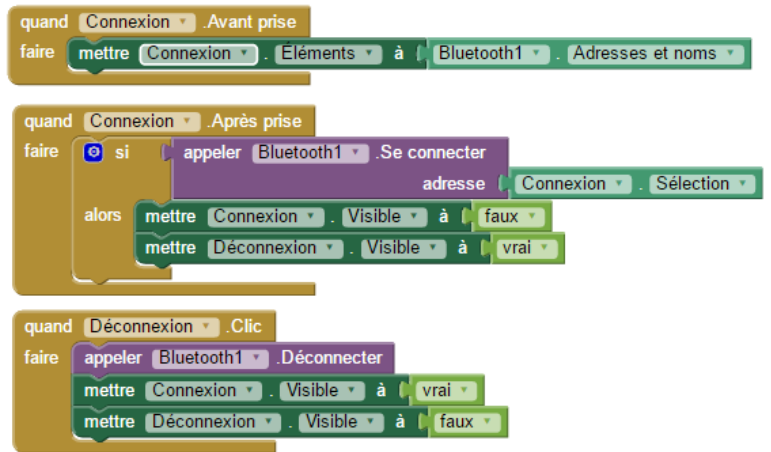 quand Connexion .Avant prise
faire mettre Connexion . Éléments à Bluetooth1 . Adresses et noms
quand Connexion .Après prise
faire si appeler Bluetooth1 .Se connecter
adresse Connexion . Sélection
alors mettre Connexion . Visible à faux
mettre Déconnexion . Visible à vrai
quand Déconnexion .Clic
faire appeler Bluetooth1 .Déconnecter
mettre Connexion . Visible à vrai
mettre Déconnexion . Visible à faux